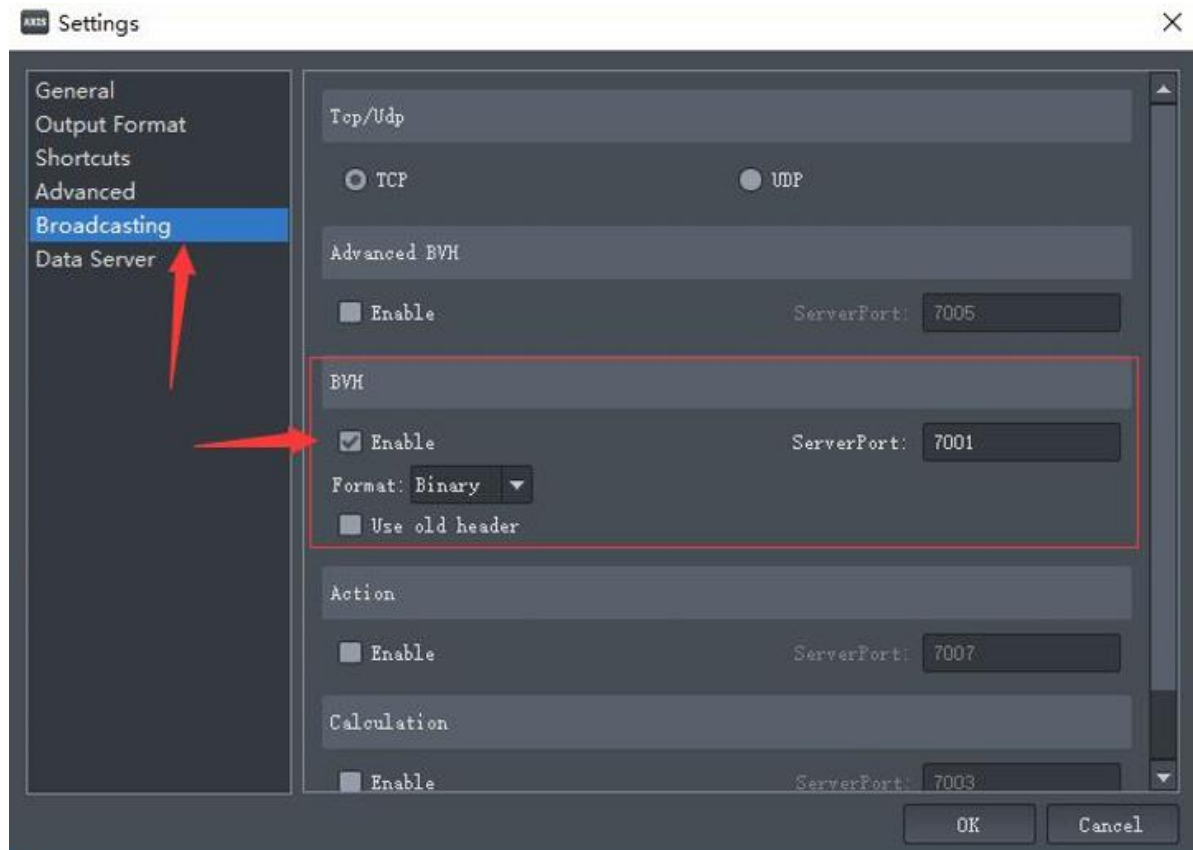 AXIS Settings
General
Output Format
Shortcuts
Advanced
Broadcasting
Data Server
Tcp/Udp
TCP UDP
Advanced BVH
Enable ServerPort: 7005
BVH
Enable ServerPort: 7001
Format: Binary
Use old header
Action
Enable ServerPort: 7007
Calculation
Enable ServerPort: 7003
OK Cancel